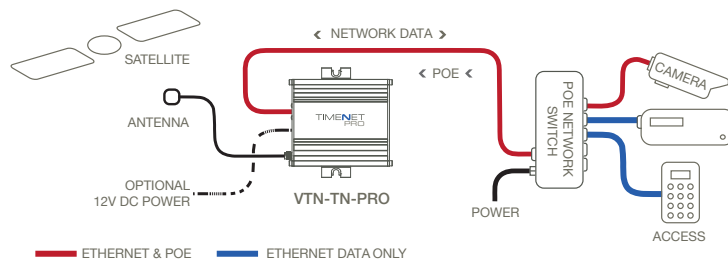 < NETWORK DATA >
SATELLITE
< POE <
CAMERA
POE NETWORK
SWITCH
TIMENET
PRO
ANTENNA
OPTIONAL
12V DC POWER
VTN-TN-PRO
POWER
ACCESS
ETHERNET & POE
ETHERNET DATA ONLY